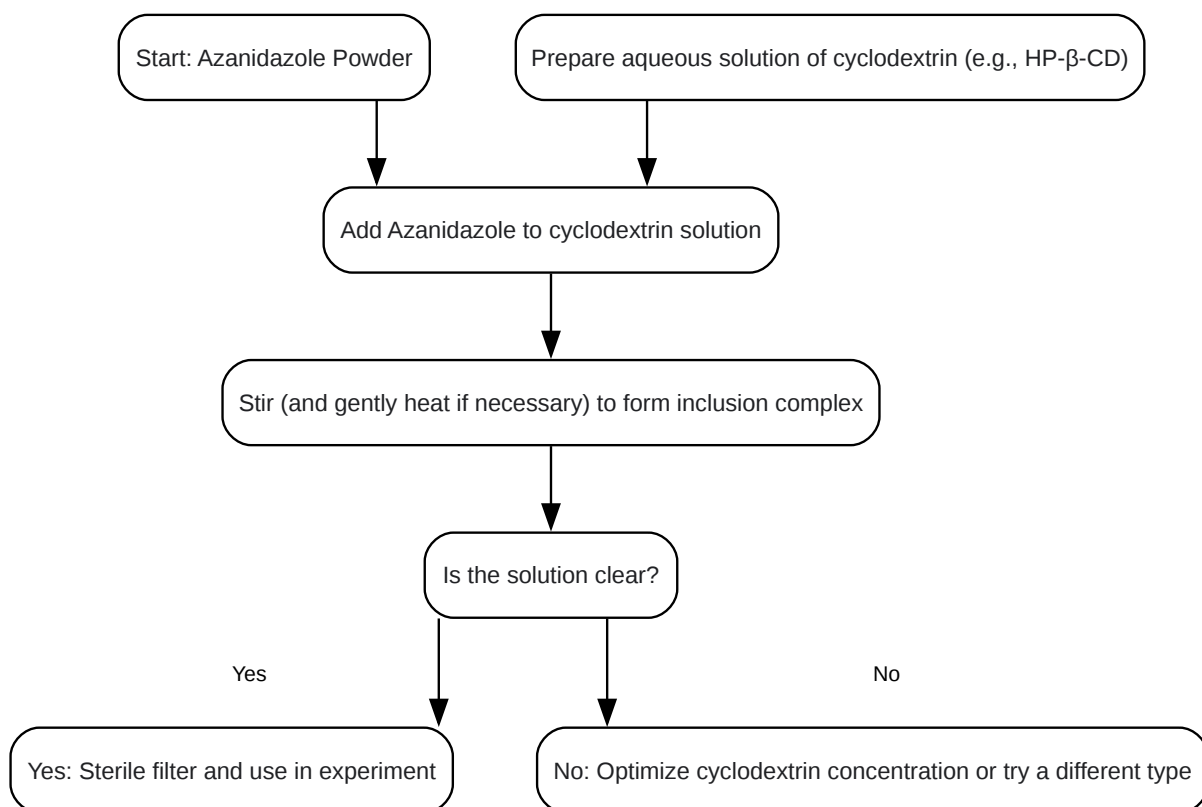 Start: Azanidazole Powder
Prepare aqueous solution of cyclodextrin (e.g., HP-β-CD)
Add Azanidazole to cyclodextrin solution
Stir (and gently heat if necessary) to form inclusion complex
Is the solution clear?
Yes
No
Yes: Sterile filter and use in experiment
No: Optimize cyclodextrin concentration or try a different type